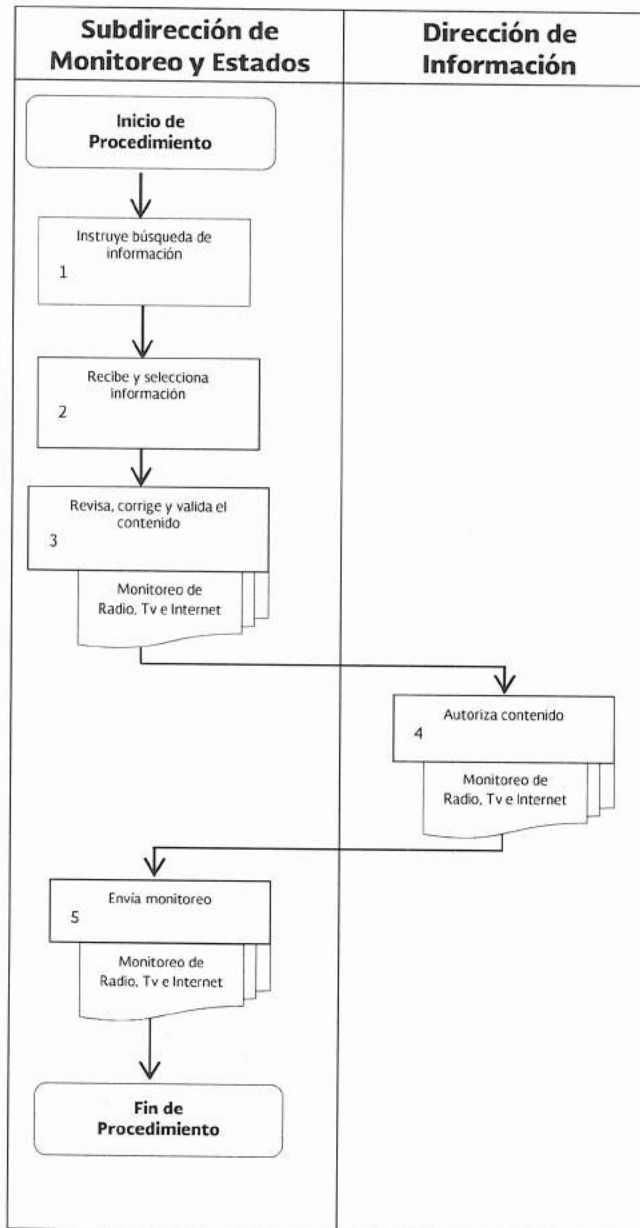 Subdirección de
Monitoreo y Estados
Dirección de
Información
Inicio de
Procedimiento
Instruye búsqueda de
información
1
Recibe y selecciona
información
2
Revisa, corrige y valida el
contenido
3
Monitoreo de
Radio, Tv e Internet
Autoriza contenido
4
Monitoreo de
Radio, Tv e Internet
Envía monitoreo
5
Monitoreo de
Radio, Tv e Internet
Fin de
Procedimiento